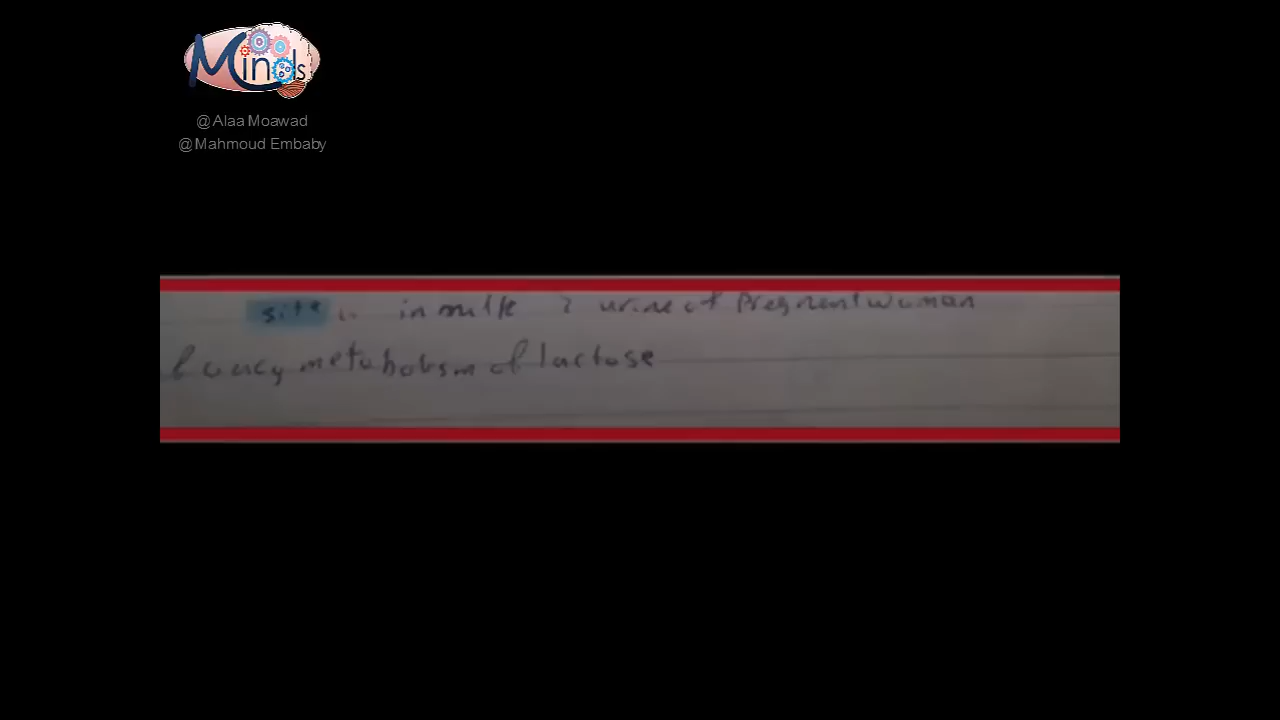 Minds
@Alaa Moawad
@Mahmoud Embaby
site in milk urine of Pregnant woman
metabolism of lactose